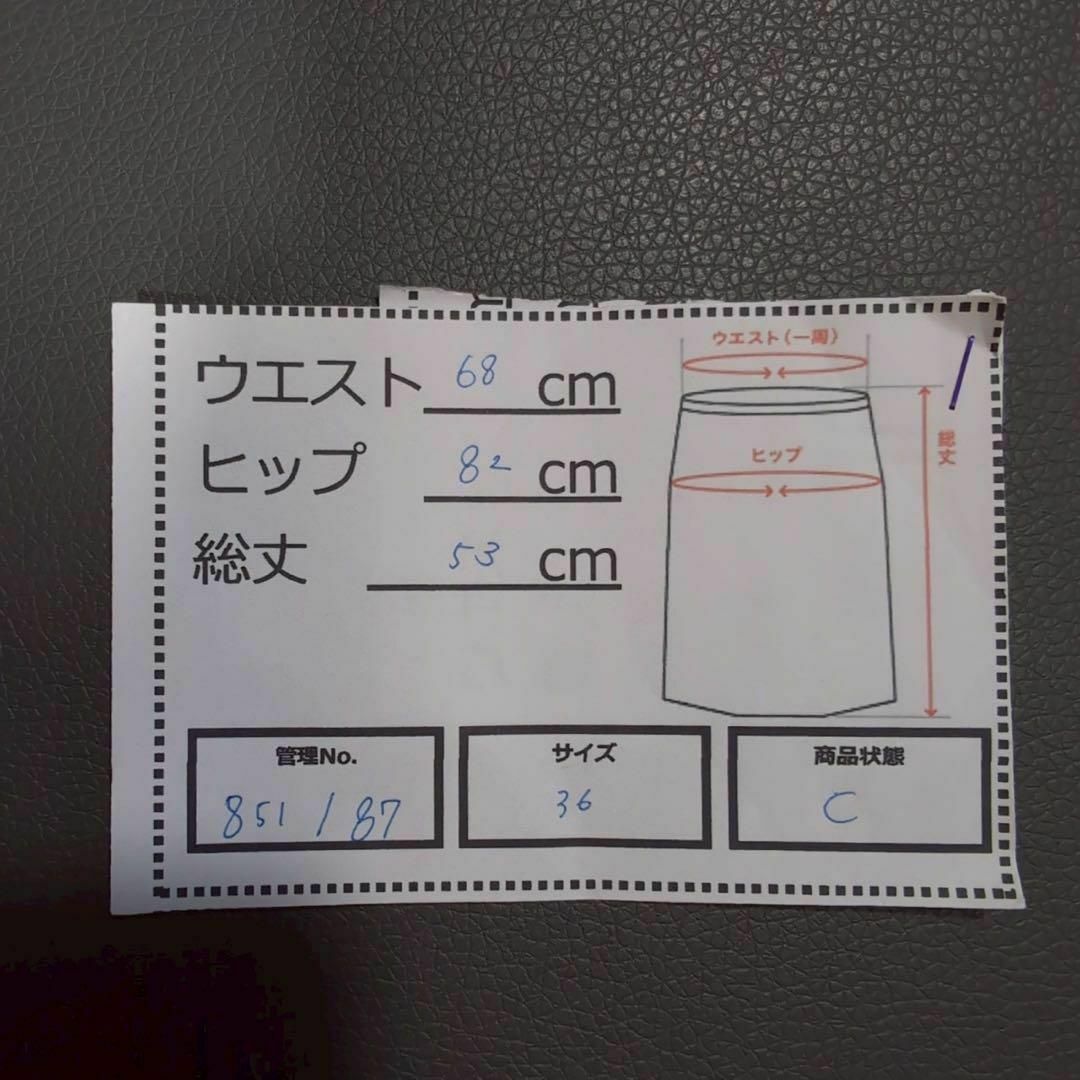 ウエスト 68 cm
ヒップ 82 cm
総丈 53 cm
ウエスト(一周)
ヒップ
総丈
管理No.
851 / 87
サイズ
36
商品状態
C